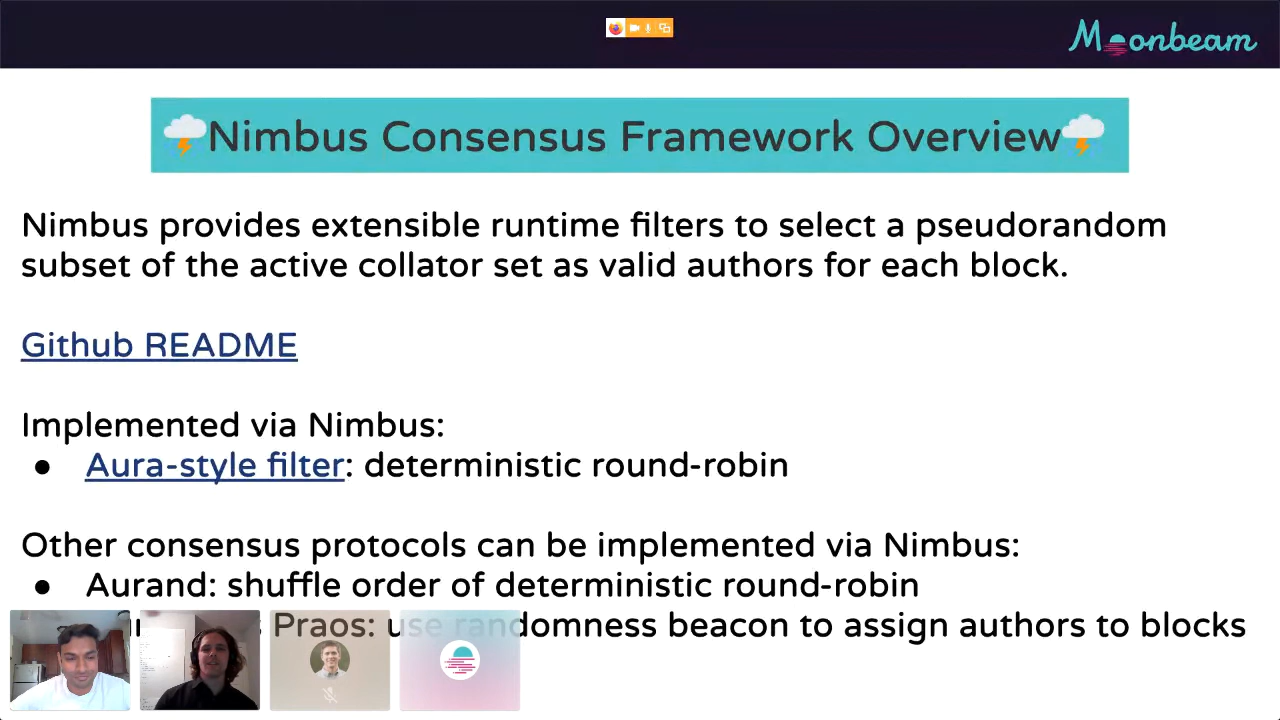 Moonbeam
Nimbus Consensus Framework Overview
Nimbus provides extensible runtime filters to select a pseudorandom
subset of the active collator set as valid authors for each block.
Github README
Implemented via Nimbus:
● Aura-style filter: deterministic round-robin
Other consensus protocols can be implemented via Nimbus:
● Aurand: shuffle order of deterministic round-robin
Praos: use randomness beacon to assign authors to blocks